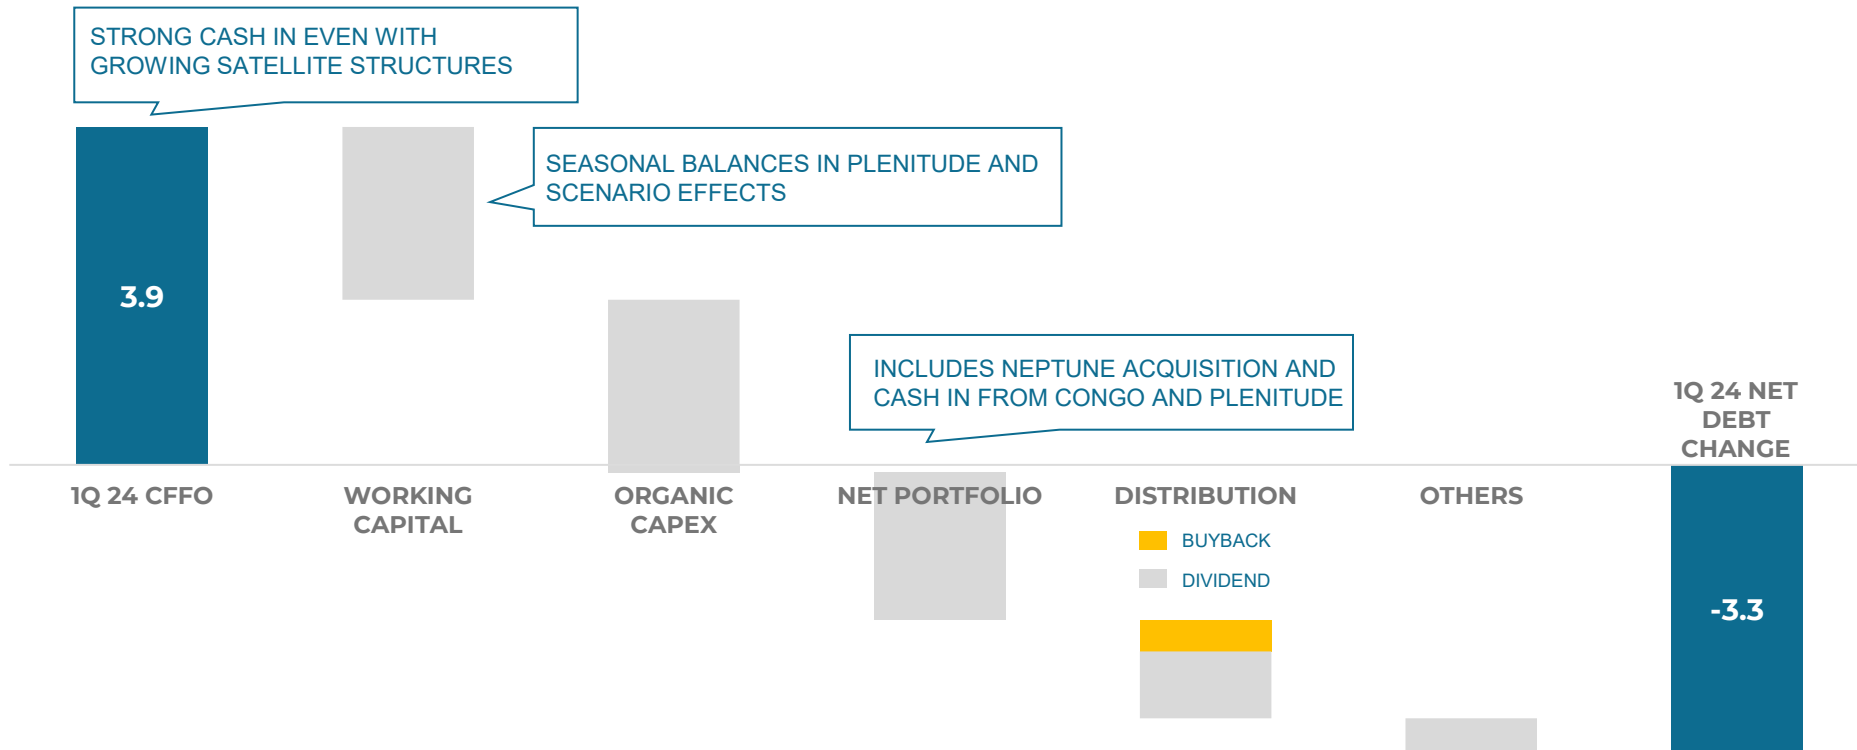 STRONG CASH IN EVEN WITH
GROWING SATELLITE STRUCTURES
SEASONAL BALANCES IN PLENITUDE AND
SCENARIO EFFECTS
3.9
INCLUDES NEPTUNE ACQUISITION AND
CASH IN FROM CONGO AND PLENITUDE
1Q 24 NET
DEBT
CHANGE
1Q 24 CFFO
WORKING
CAPITAL
ORGANIC
CAPEX
NET PORTFOLIO
DISTRIBUTION
OTHERS
BUYBACK
DIVIDEND
-3.3